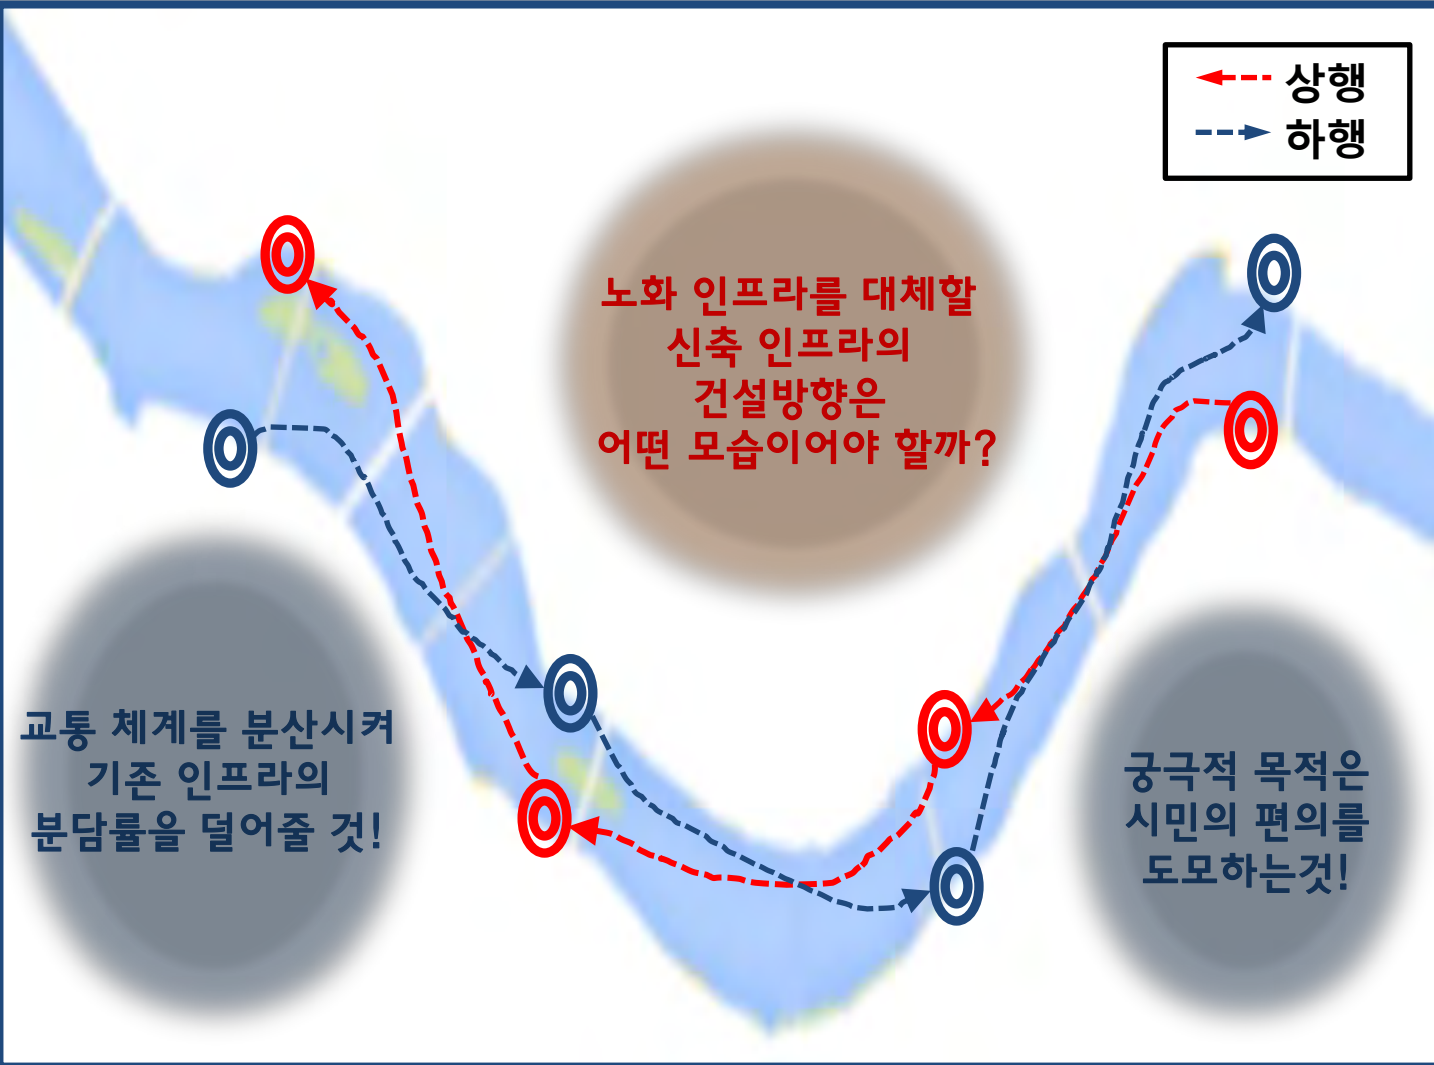 상행
하행
노화 인프라를 대체할
신축 인프라의
건설방향은
어떤 모습이어야 할까?
교통 체계를 분산시켜
기존 인프라의
분담률을 덜어줄 것!
궁극적 목적은
시민의 편의를
도모하는것!